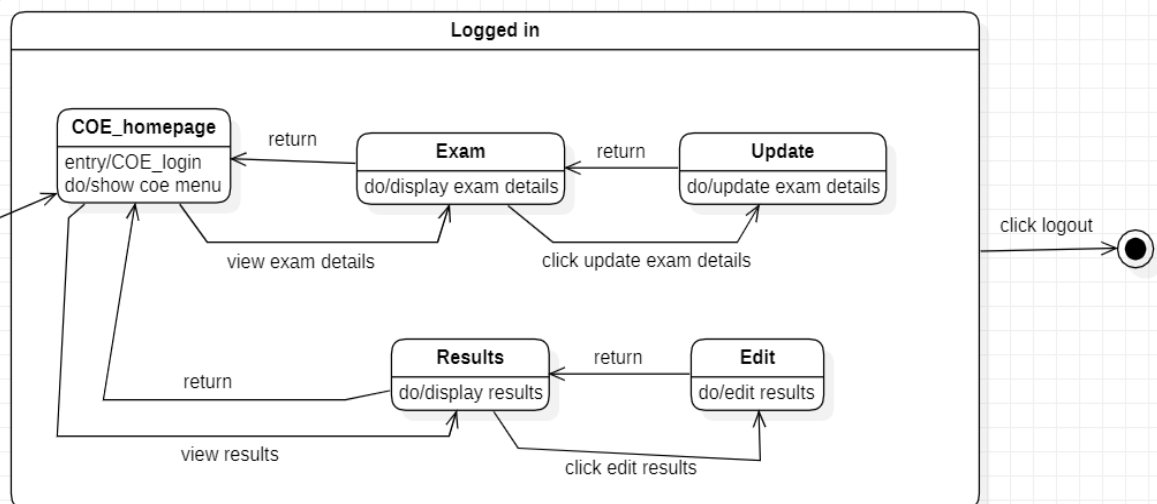 Logged in
COE_homepage
entry/COE_login
do/show coe menu
return
Exam
do/display exam details
return
Update
do/update exam details
view exam details
click update exam details
click logout
Results
do/display results
return
Edit
do/edit results
return
view results
click edit results